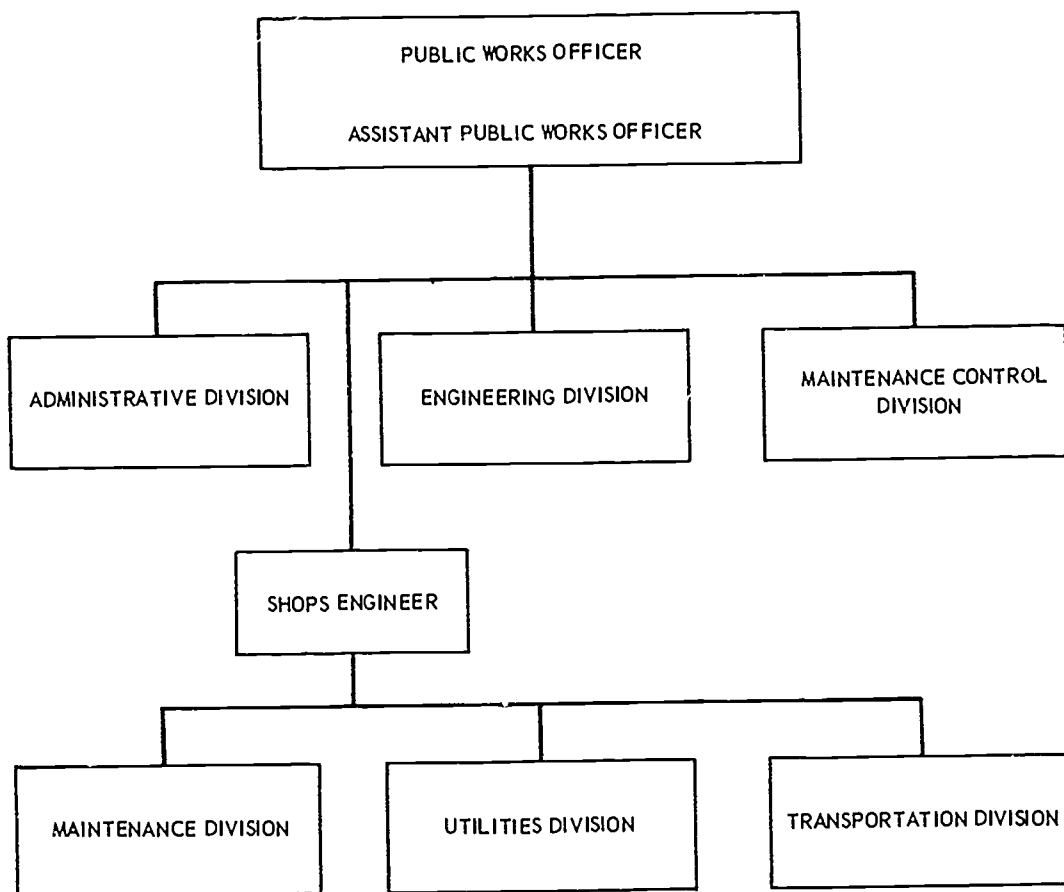 PUBLIC WORKS OFFICER
ASSISTANT PUBLIC WORKS OFFICER
ADMINISTRATIVE DIVISION
ENGINEERING DIVISION
MAINTENANCE CONTROL
DIVISION
SHOPS ENGINEER
MAINTENANCE DIVISION
UTILITIES DIVISION
TRANSPORTATION DIVISION